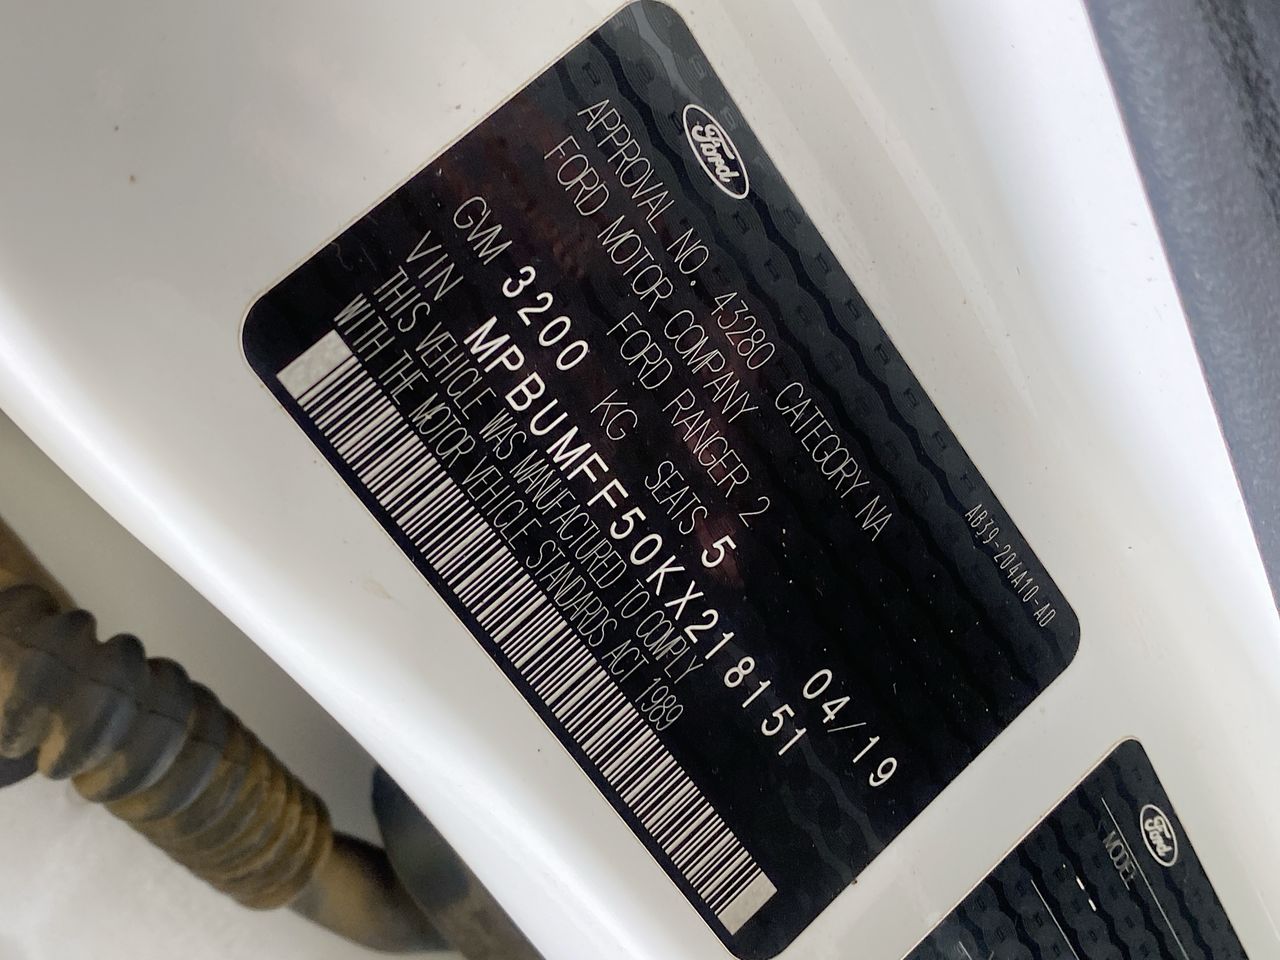 Ford
AB39-204A10-AD
APPROVAL NO. 43280 CATEGORY NA
FORD MOTOR COMPANY
FORD RANGER 2
04/19
GVM 3200 KG SEATS 5
VIN MPBUMFF50KX218151
THIS VEHICLE WAS MANUFACTURED TO COMPLY
WITH THE MOTOR VEHICLE STANDARDS ACT 1989
Ford
MODEL